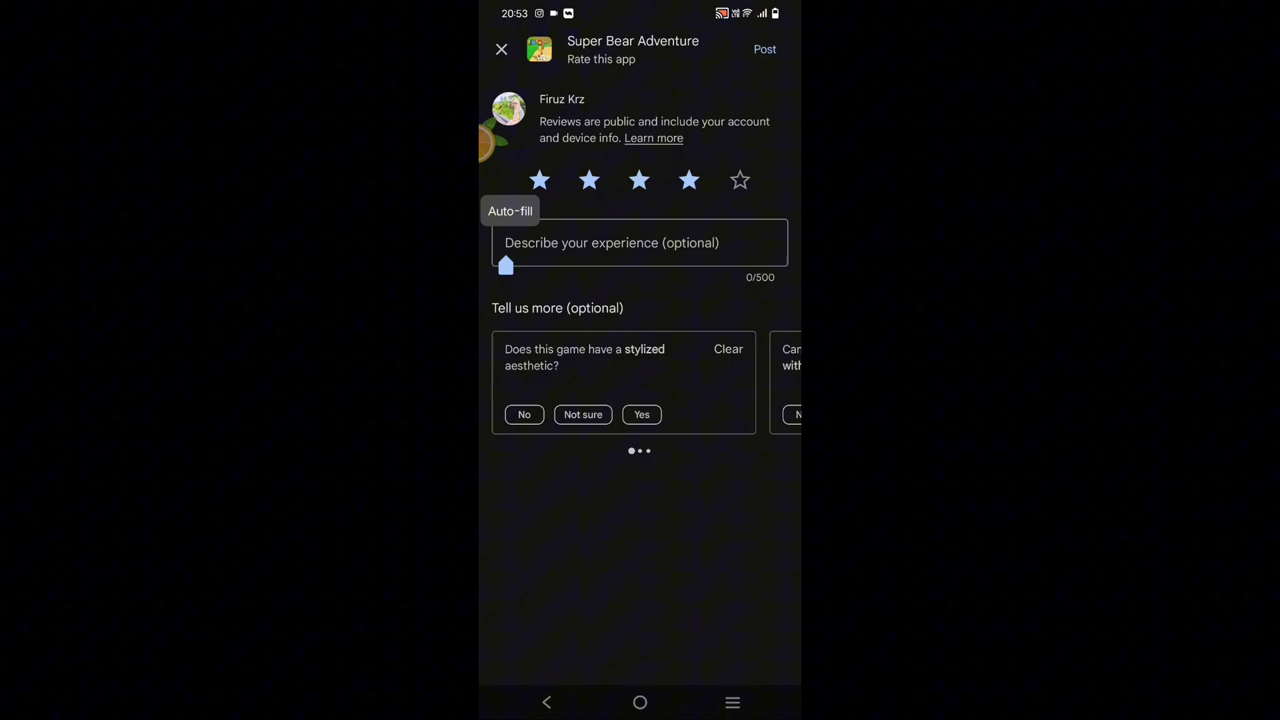 20:53
Super Bear Adventure
Rate this app
Post
Firuz Krz
Reviews are public and include your account
and device info. Learn more
Auto-fill
Describe your experience (optional)
0/500
Tell us more (optional)
Does this game have a stylized
aesthetic?
Clear
No
Not sure
Yes
Can
with
N